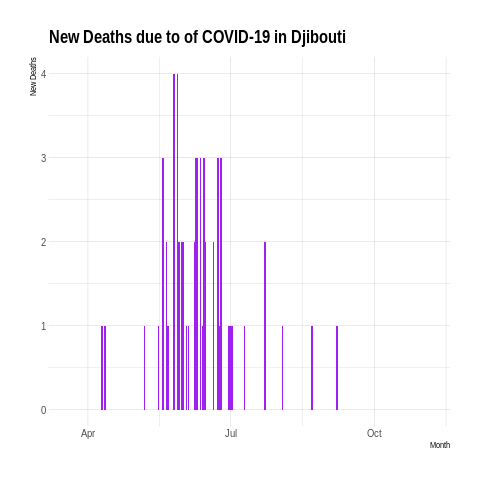 New Deaths due to of COVID-19 in Djibouti
New Deaths
4
3
2
1
0
Apr Jul Oct
Month